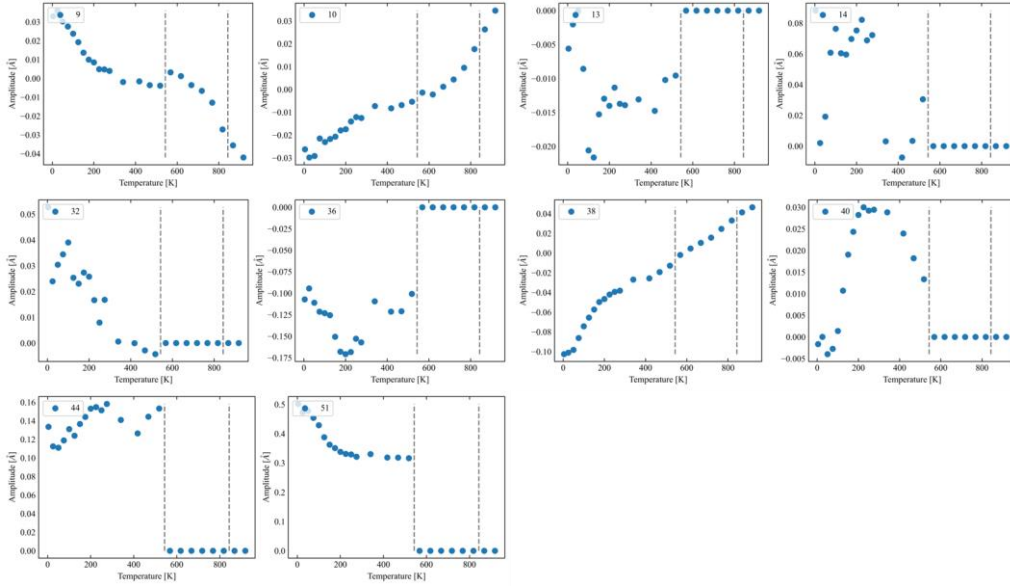 9
0.03
0.02
0.01
0.00
−0.01
−0.02
−0.03
−0.04
Amplitude [Å]
0 200 400 600 800
Temperature [K]
10
0.03
0.02
0.01
0.00
−0.01
−0.02
−0.03
Amplitude [Å]
0 200 400 600 800
Temperature [K]
13
0.000
−0.005
−0.010
−0.015
−0.020
Amplitude [Å]
0 200 400 600 800
Temperature [K]
14
0.08
0.06
0.04
0.02
0.00
Amplitude [Å]
0 200 400 600 800
Temperature [K]
32
0.05
0.04
0.03
0.02
0.01
0.00
Amplitude [Å]
0 200 400 600 800
Temperature [K]
36
0.000
−0.025
−0.050
−0.075
−0.100
−0.125
−0.150
−0.175
Amplitude [Å]
0 200 400 600 800
Temperature [K]
38
0.04
0.02
0.00
−0.02
−0.04
−0.06
−0.08
−0.10
Amplitude [Å]
0 200 400 600 800
Temperature [K]
40
0.030
0.025
0.020
0.015
0.010
0.005
0.000
−0.005
Amplitude [Å]
0 200 400 600 800
Temperature [K]
44
0.16
0.14
0.12
0.10
0.08
0.06
0.04
0.02
0.00
Amplitude [Å]
0 200 400 600 800
Temperature [K]
51
0.5
0.4
0.3
0.2
0.1
0.0
Amplitude [Å]
0 200 400 600 800
Temperature [K]